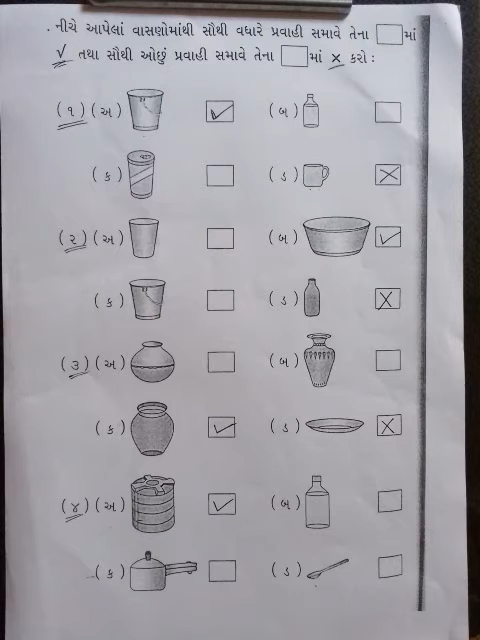 . નીચે આપેલાં વાસણોમાંથી સૌથી વધારે પ્રવાહી સમાવે તેના □માં
✓ તથા સૌથી ઓછું પ્રવાહી સમાવે તેના □માં × કરો :
(૧) (અ) ✓ (બ)
(ક) (ડ) ×
(૨) (અ) (બ) ✓
(ક) (ડ) ×
(૩) (અ) (બ)
(ક) ✓ (ડ) ×
(૪) (અ) ✓ (બ)
(ક) (ડ)